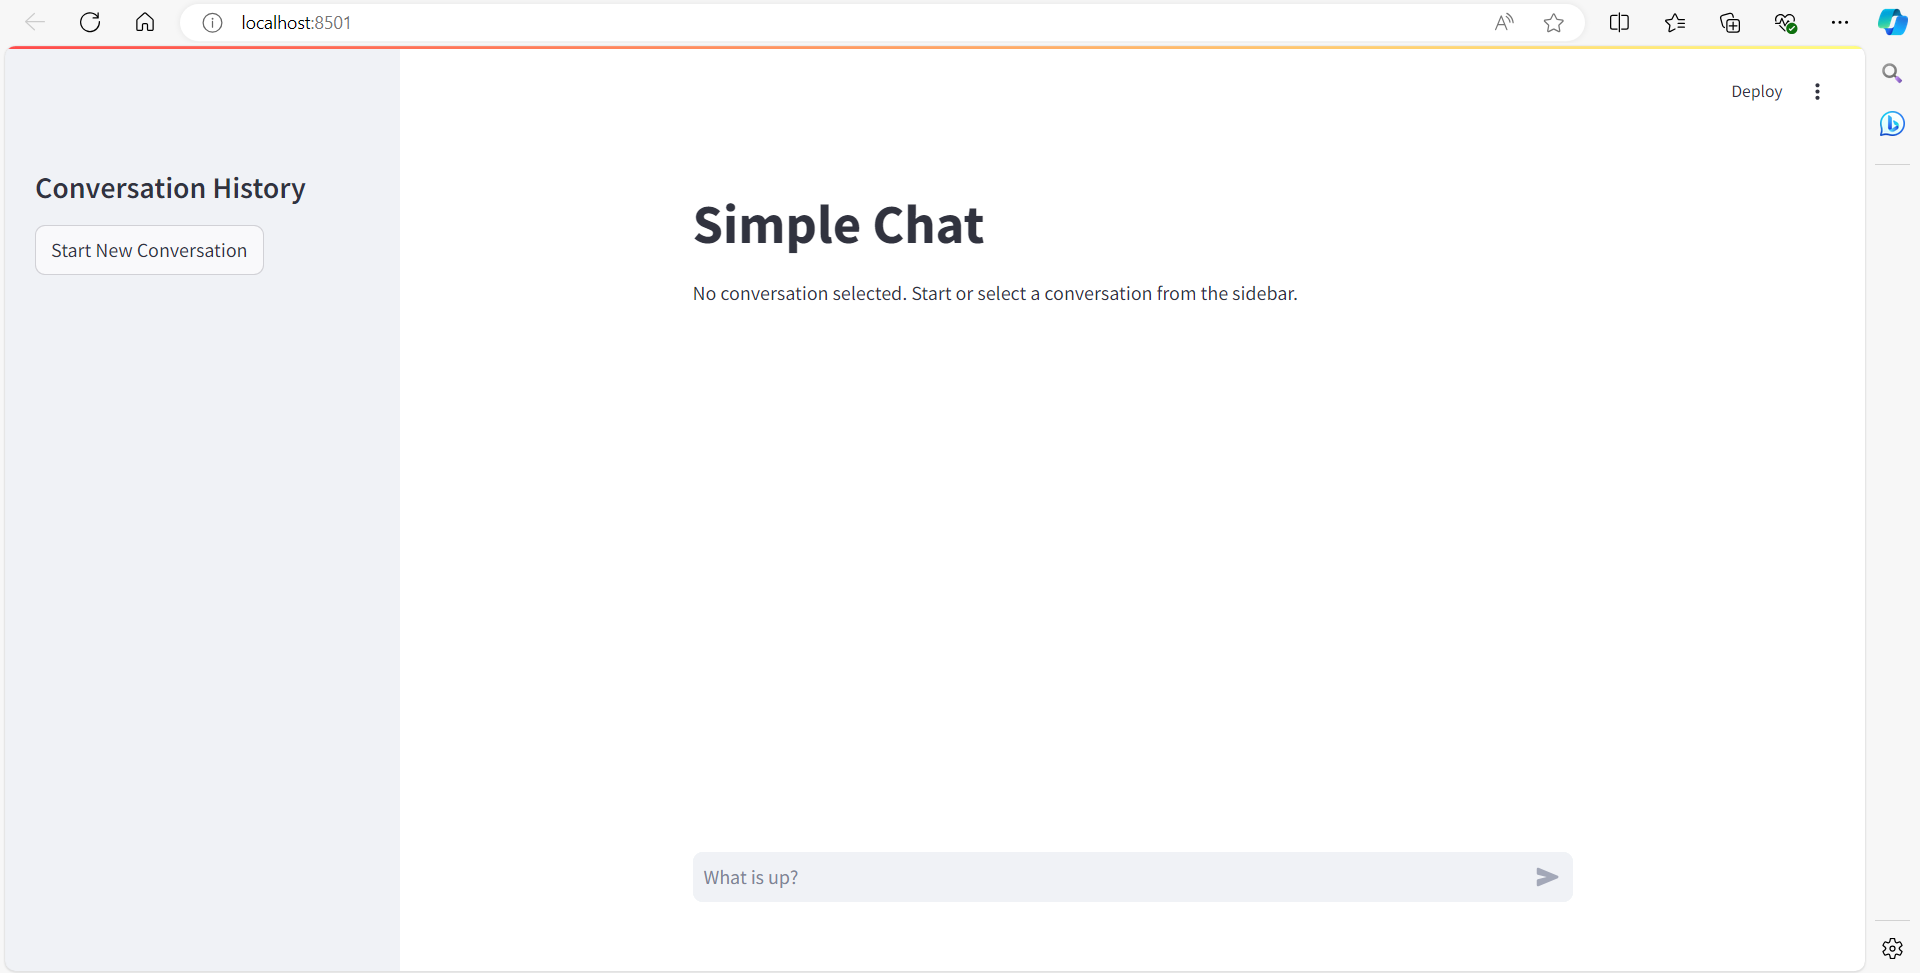 localhost:8501
Deploy
Conversation History
Start New Conversation
Simple Chat
No conversation selected. Start or select a conversation from the sidebar.
What is up?